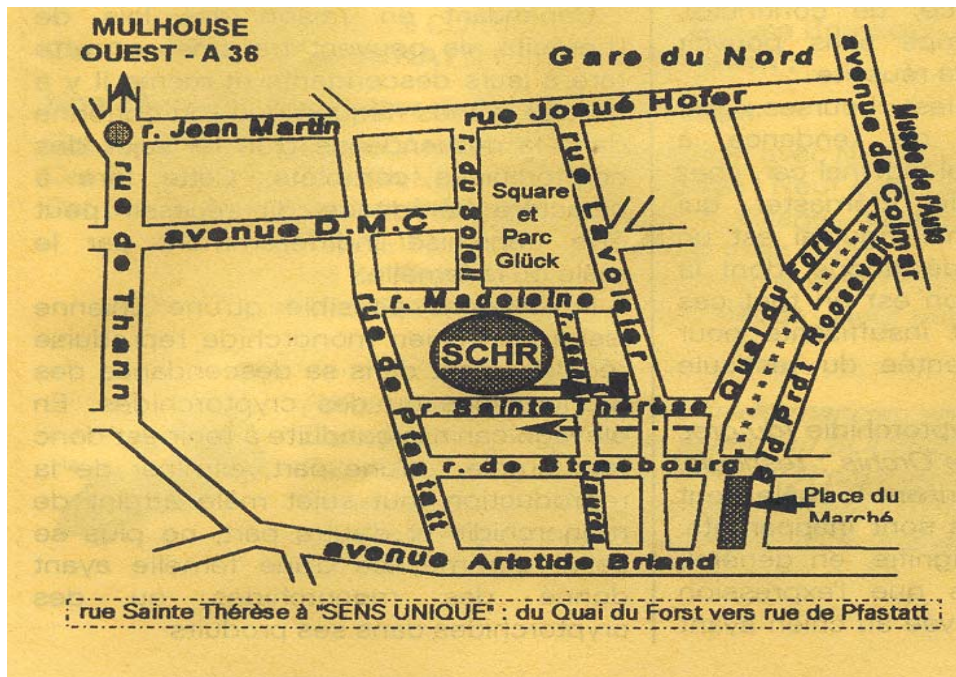 MULHOUSE
OUEST - A 36
Gare du Nord
avenue de Colmar
Musée de l'Auto
r. Jean Martin
rue Josué Hofer
rue de Thann
r. du Soleil
rue Lavoisier
Square
et
Parc
Glück
avenue D.M.C
r. Madeleine
Quai du Forst
Bld Prdt Roosevelt
rue de Pfastatt
SCHR
r. Sainte Thérèse
r. de Strasbourg
Place du
Marché
avenue Aristide Briand
rue Sainte Thérèse à "SENS UNIQUE" : du Quai du Forst vers rue de Pfastatt